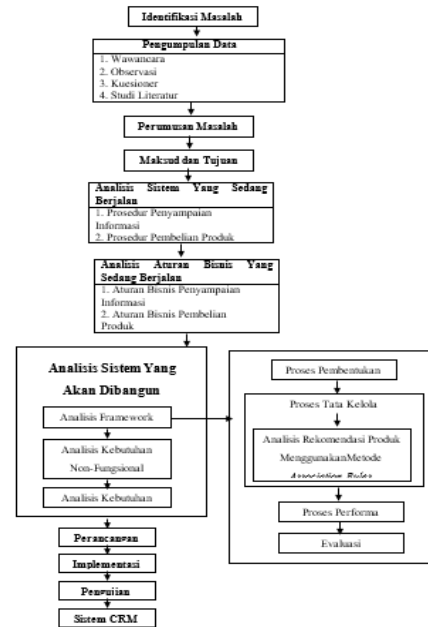 Identifikasi Masalah
Pengumpulan Data
1. Wawancara
2. Observasi
3. Kuesioner
4. Studi Literatur
Perumusan Masalah
Maksud dan Tujuan
Analisis Sistem Yang Sedang
Berjalan
1. Prosedur Penyampaian
Informasi
2. Prosedur Pembelian Produk
Analisis Aturan Bisnis Yang
Sedang Berjalan
1. Aturan Bisnis Penyampaian
Informasi
2. Aturan Bisnis Pembelian
Produk
Analisis Sistem Yang
Akan Dibangun
Analisis Framework
Analisis Kebutuhan
Non-Fungsional
Analisis Kebutuhan
Proses Pembentukan
Proses Tata Kelola
Analisis Rekomendasi Produk
MenggunakanMetode
Association Rules
Proses Performa
Evaluasi
Perancangan
Implementasi
Pengujian
Sistem CRM